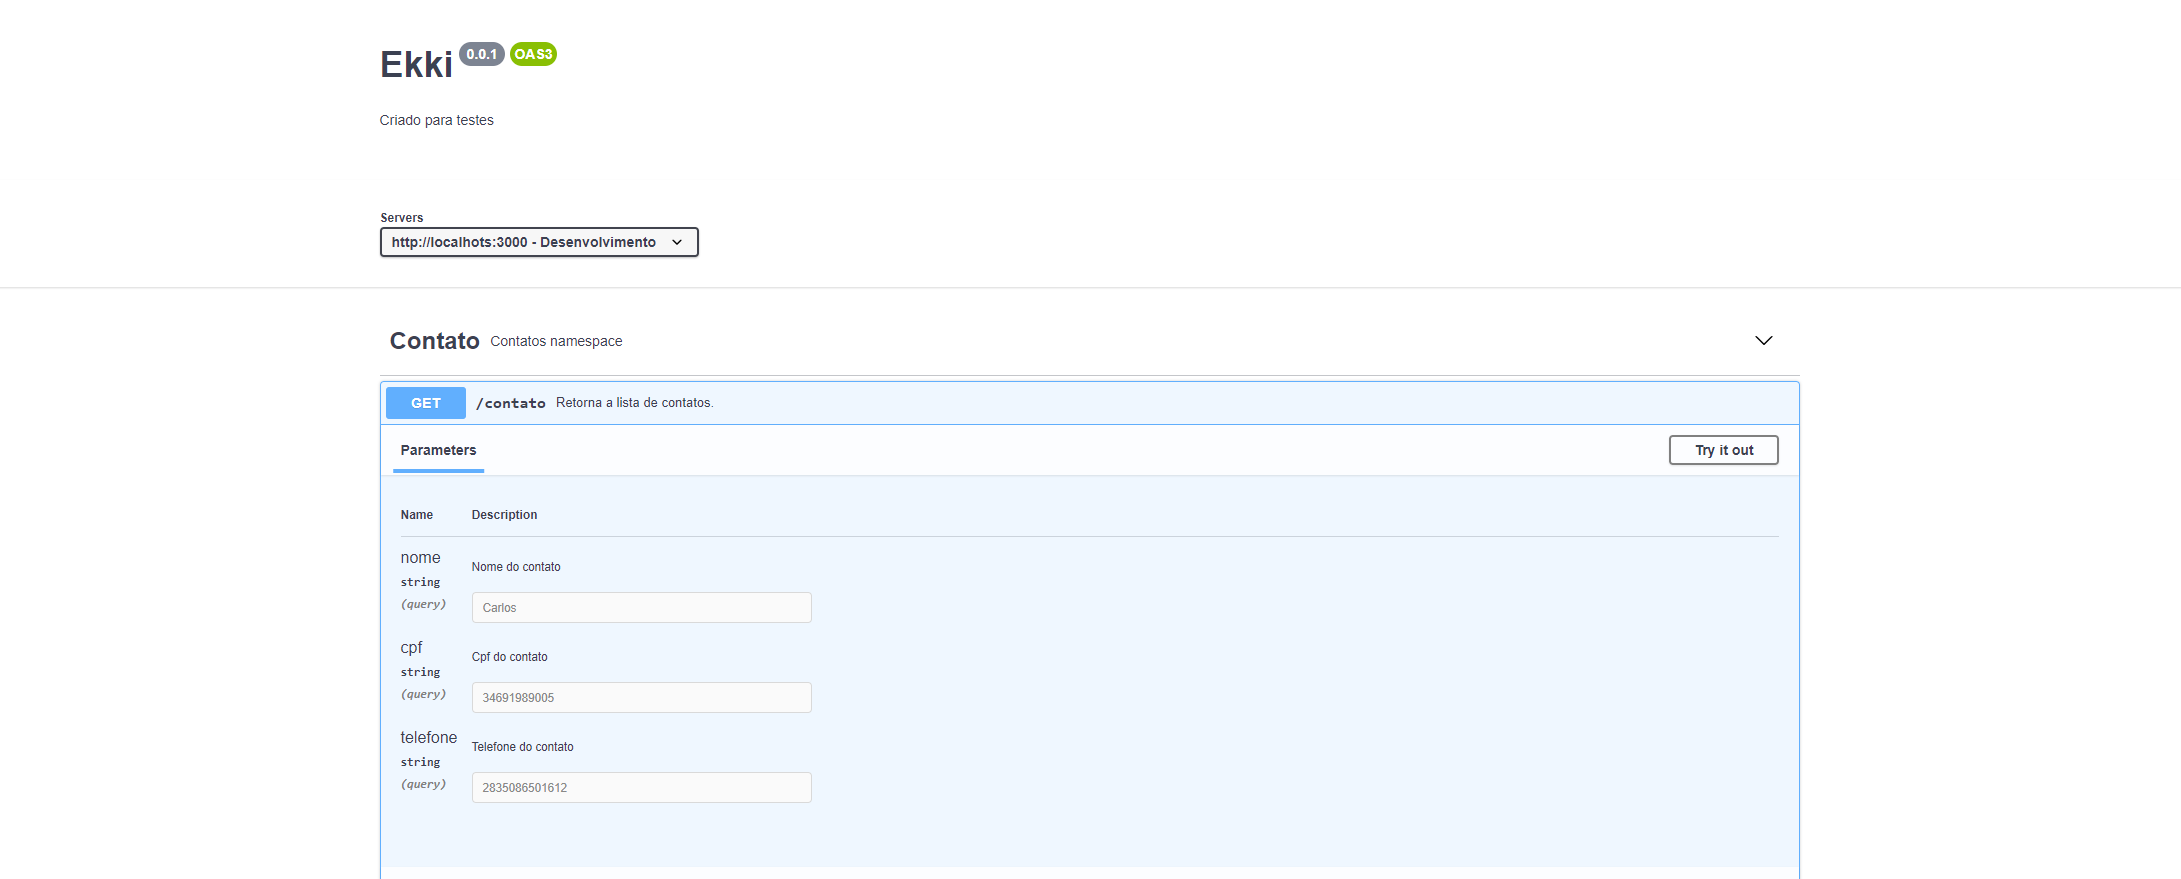 Ekki 0.0.1 OAS3
Criado para testes
Servers
http://localhots:3000 - Desenvolvimento
Contato Contatos namespace
GET /contato Retorna a lista de contatos.
Parameters Try it out
Name Description
nome
string
(query)
Nome do contato
Carlos
cpf
string
(query)
Cpf do contato
34691989005
telefone
string
(query)
Telefone do contato
2835086501612